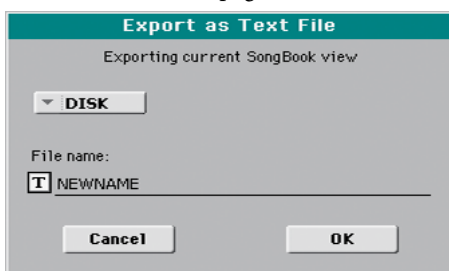 Export as Text File
Exporting current SongBook view
DISK
File name:
T NEWNAME
Cancel OK